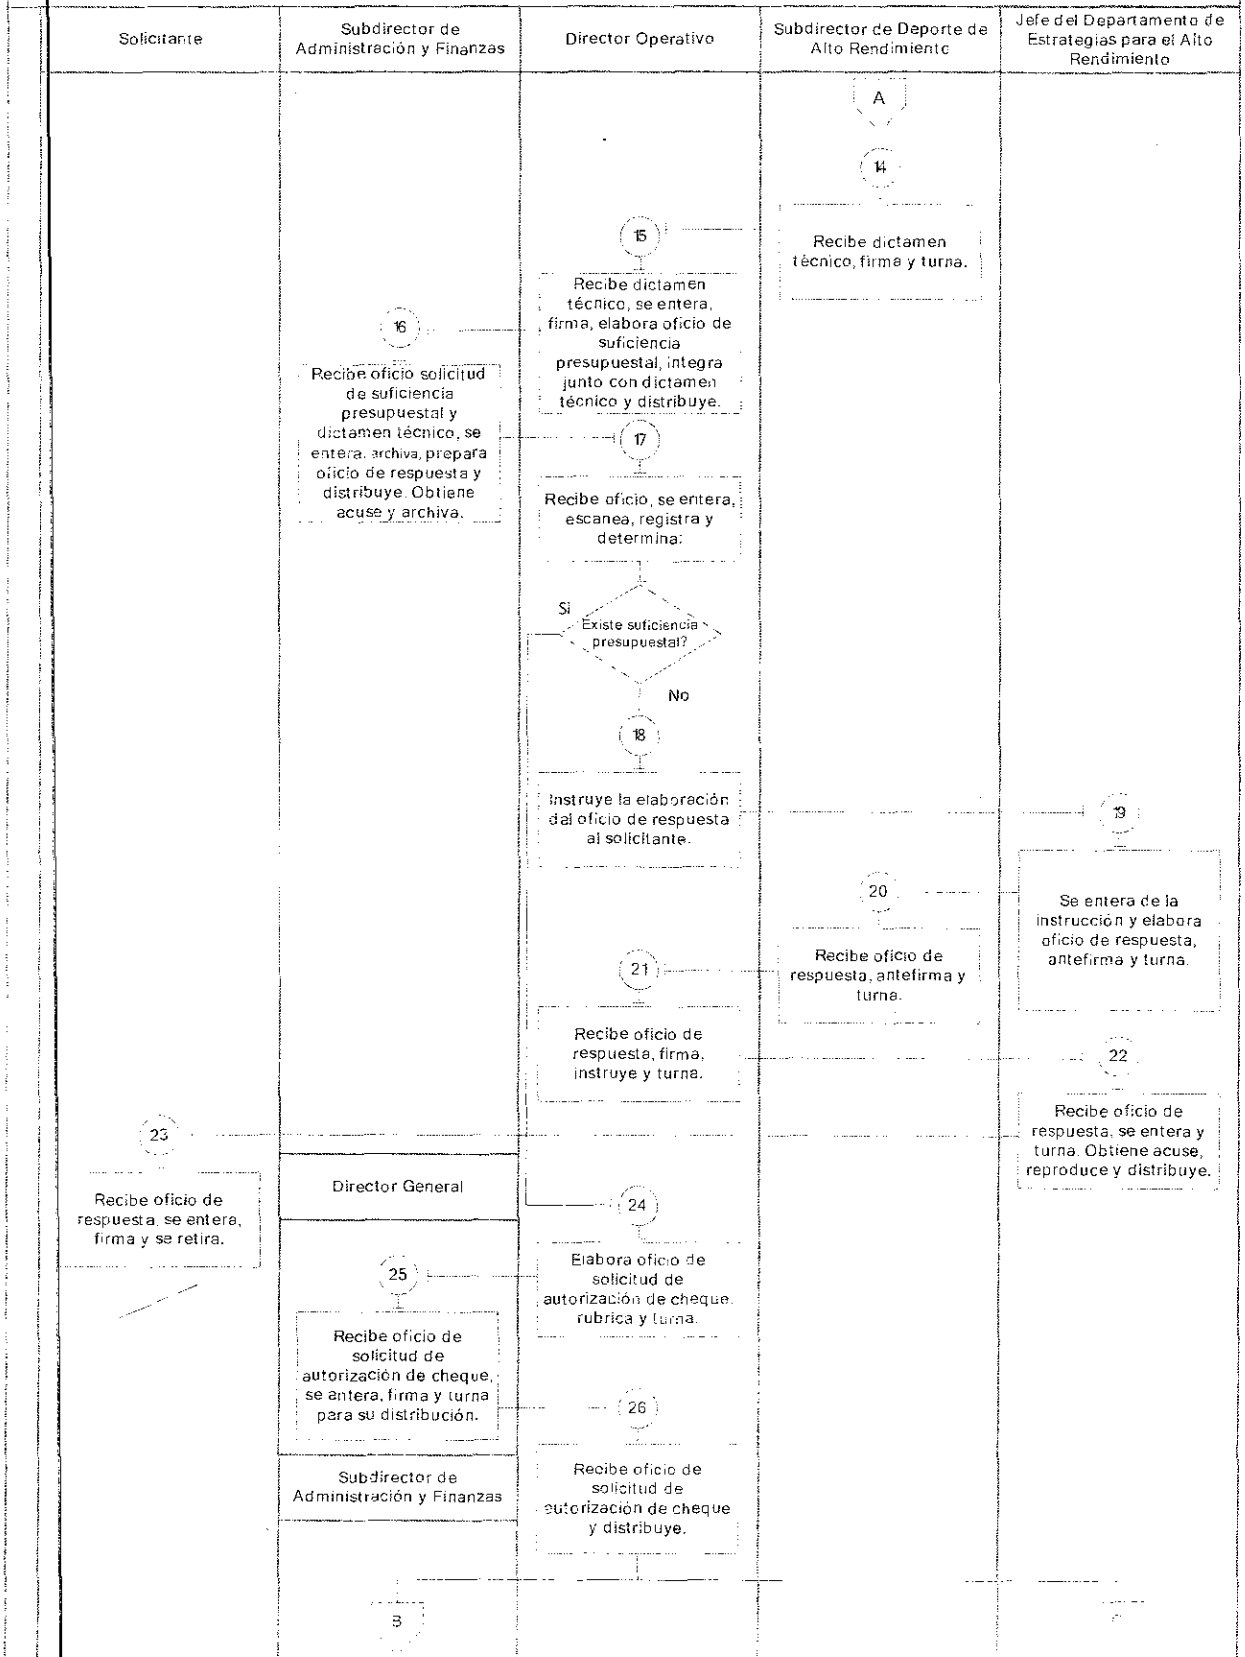 Solicitante
Subdirector de
Administración y Finanzas
Director Operativo
Subdirector de Deporte de
Alto Rendimiento
Jefe del Departamento de
Estrategias para el Alto
Rendimiento
A
14
Recibe dictamen
técnico, firma y turna.
15
Recibe dictamen
técnico, se entera,
firma, elabora oficio de
suficiencia
presupuestal, integra
junto con dictamen
técnico y distribuye.
16
Recibe oficio solicitud
de suficiencia
presupuestal y
dictamen técnico, se
entera, archiva, prepara
oficio de respuesta y
distribuye. Obtiene
acuse y archiva.
17
Recibe oficio, se entera,
escanea, registra y
determina:
Si
Existe suficiencia
presupuestal?
No
18
Instruye la elaboración
dal oficio de respuesta
al solicitante.
19
Se entera de la
instrucción y elabora
oficio de respuesta,
antefirma y turna.
20
Recibe oficio de
respuesta, antefirma y
turna.
21
Recibe oficio de
respuesta, firma,
instruye y turna.
22
Recibe oficio de
respuesta, se entera y
turna. Obtiene acuse,
reproduce y distribuye.
23
Recibe oficio de
respuesta, se entera,
firma y se retira.
Director General
24
Elabora oficio de
solicitud de
autorización de cheque,
rubrica y turna.
25
Recibe oficio de
solicitud de
autorización de cheque,
se entera, firma y turna
para su distribución.
26
Recibe oficio de
solicitud de
autorización de cheque
y distribuye.
Subdirector de
Administración y Finanzas
B